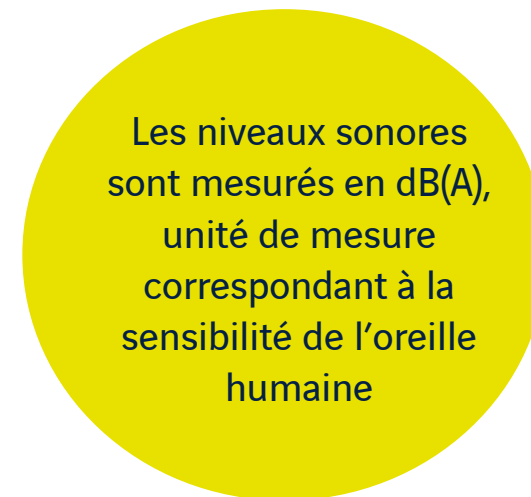 Les niveaux sonores
sont mesurés en dB(A),
unité de mesure
correspondant à la
sensibilité de l’oreille
humaine